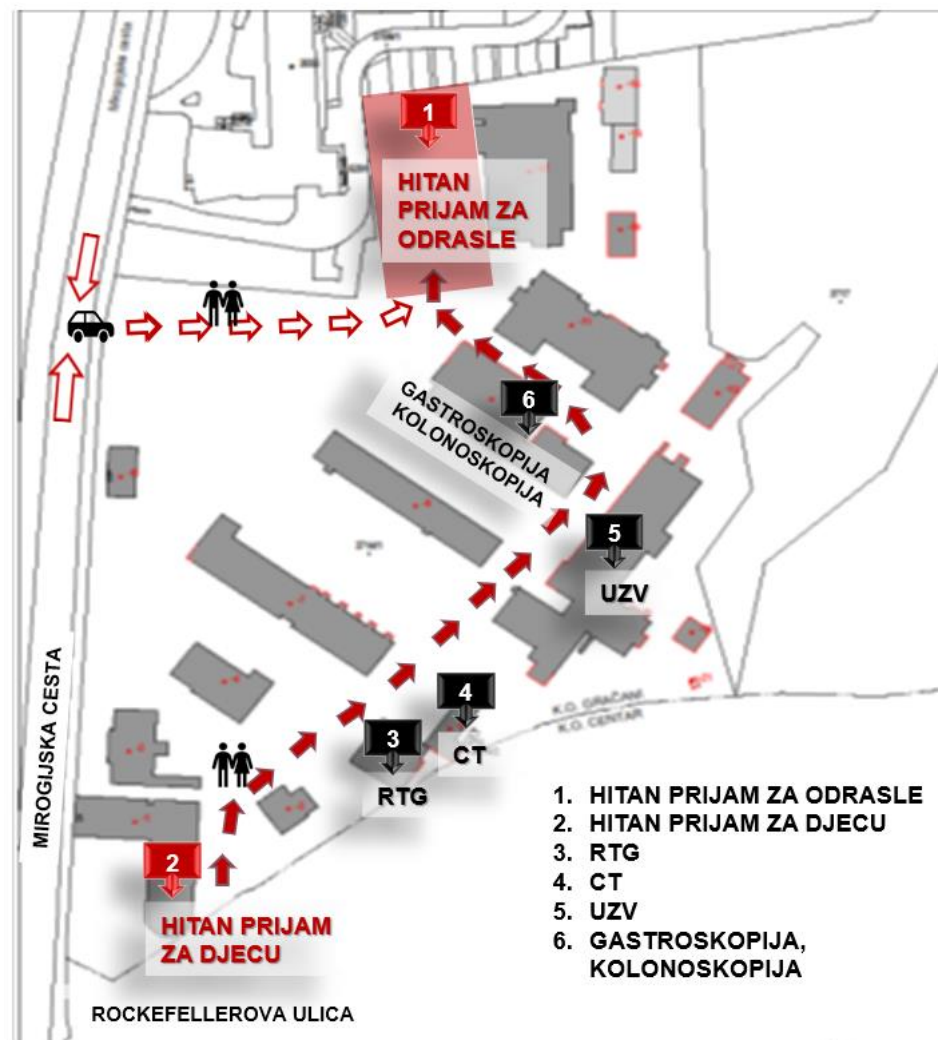 Mirogojska cesta
1
HITAN
PRIJAM ZA
ODRASLE
6
GASTROSKOPIJA
KOLONOSKOPIJA
5
UZV
4
CT
3
RTG
K.O. GRAČANI
K.O. CENTAR
MIROGIJSKA CESTA
2
HITAN PRIJAM
ZA DJECU
ROCKEFELLEROVA ULICA
1. HITAN PRIJAM ZA ODRASLE
2. HITAN PRIJAM ZA DJECU
3. RTG
4. CT
5. UZV
6. GASTROSKOPIJA,
KOLONOSKOPIJA